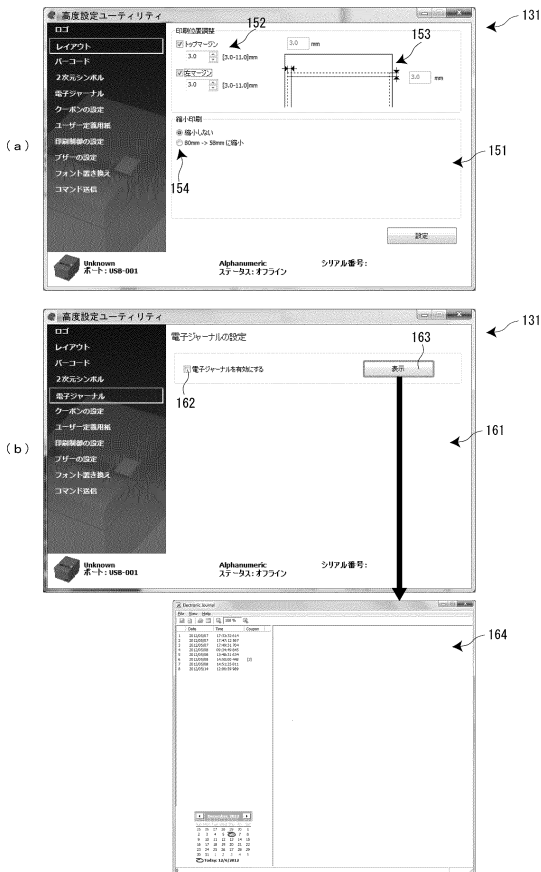 (a)
高度設定ユーティリティ
131
ロゴ
レイアウト
バーコード
2次元シンボル
電子ジャーナル
クーポンの設定
ユーザー定義用紙
印刷制御の設定
ブザーの設定
フォント置き換え
コマンド送信
印刷位置調整
152
トップマージン
3.0 [3.0-11.0]mm
左マージン
3.0 [3.0-11.0]mm
3.0 mm
153
3.0 mm
縮小印刷
縮小しない
80mm -> 58mm に縮小
154
151
設定
Unknown
ポート: USB-001
Alphanumeric
ステータス: オフライン
シリアル番号:
(b)
高度設定ユーティリティ
131
ロゴ
レイアウト
バーコード
2次元シンボル
電子ジャーナル
クーポンの設定
ユーザー定義用紙
印刷制御の設定
ブザーの設定
フォント置き換え
コマンド送信
電子ジャーナルの設定
163
電子ジャーナルを有効にする
表示
162
161
Unknown
ポート: USB-001
Alphanumeric
ステータス: オフライン
シリアル番号:
Electronic Journal
File View Help
100 %
164
Date Time Coupon